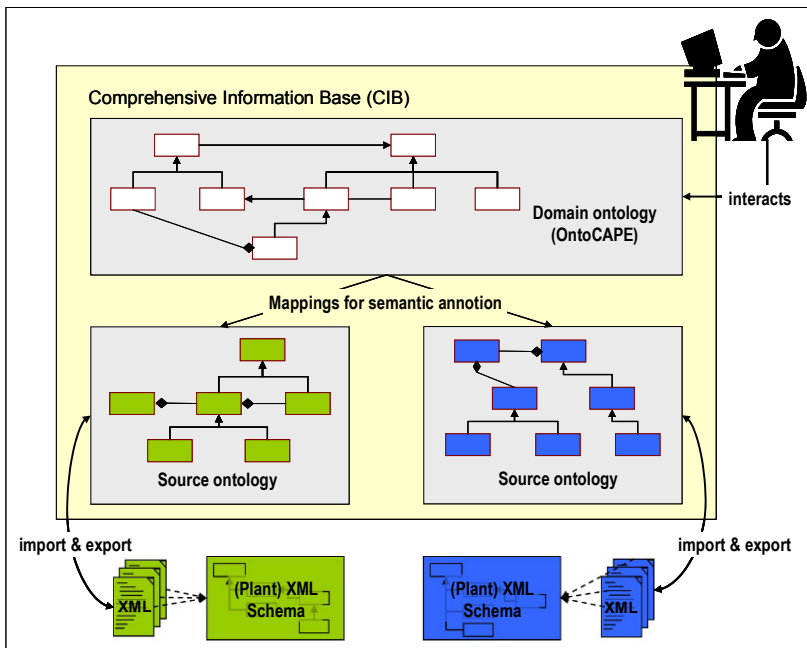 Comprehensive Information Base (CIB)
Domain ontology
(OntoCAPE)
interacts
Mappings for semantic annotion
Source ontology
Source ontology
import & export
import & export
XML
(Plant) XML
Schema
(Plant) XML
Schema
XML